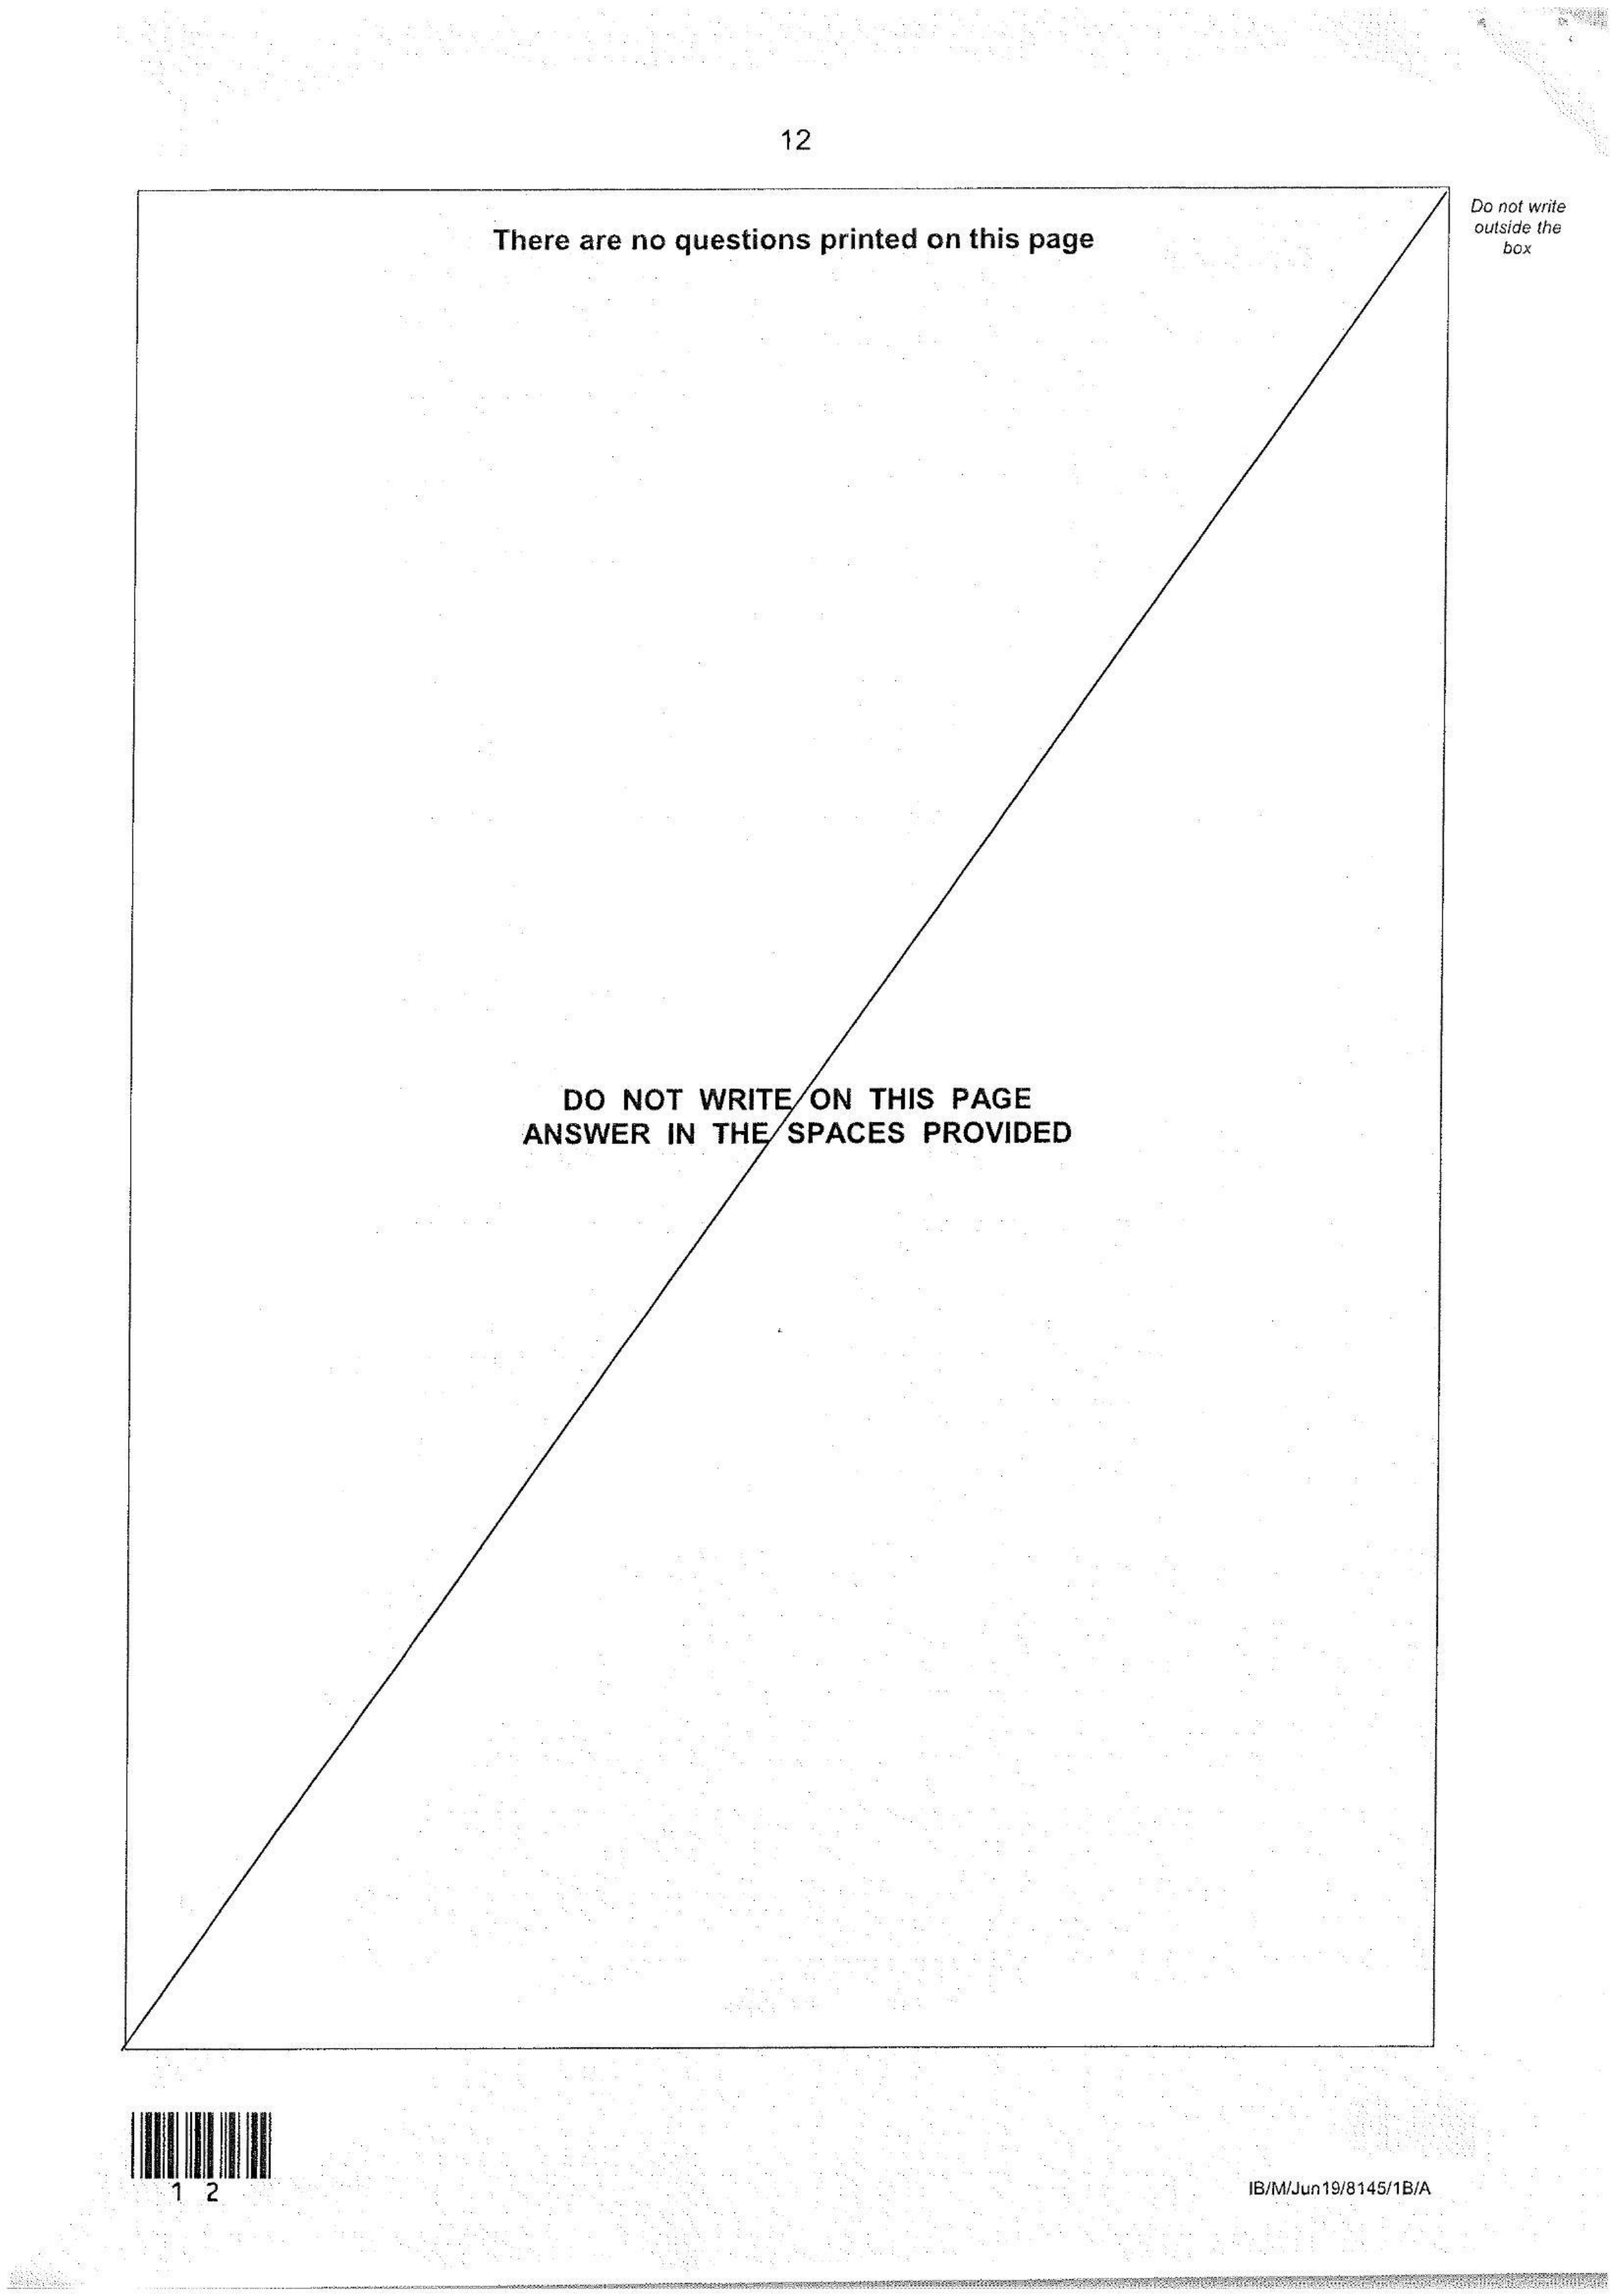 12
There are no questions printed on this page
Do not write
outside the
box
DO NOT WRITE ON THIS PAGE
ANSWER IN THE SPACES PROVIDED
1 2
IB/M/Jun19/8145/1B/A